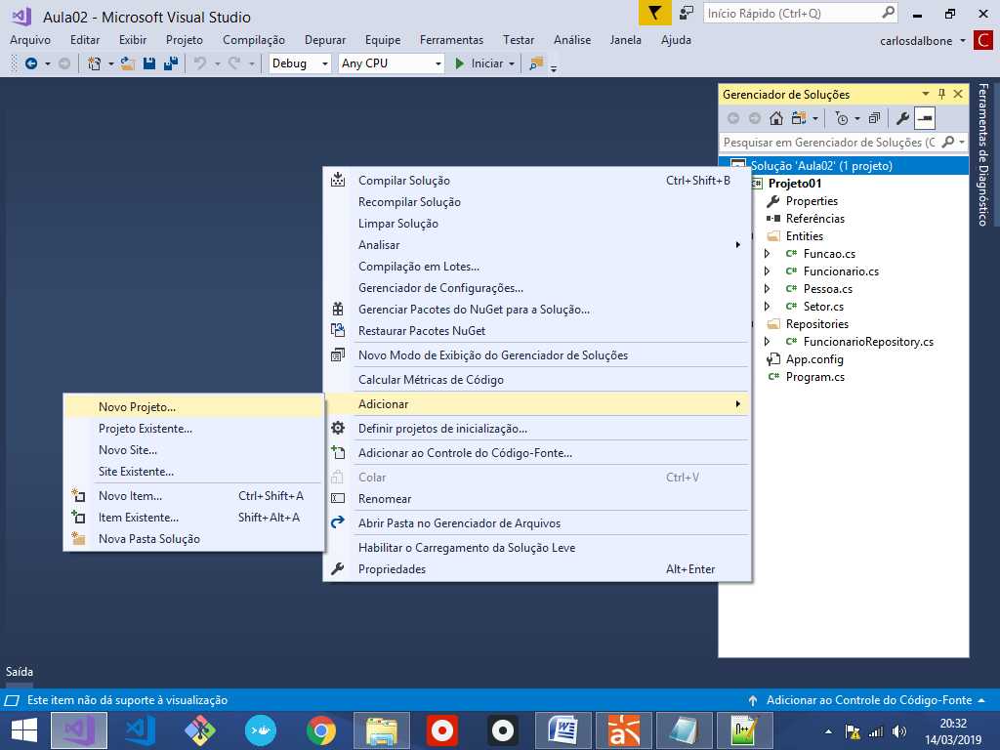 Aula02 - Microsoft Visual Studio
Início Rápido (Ctrl+Q)
Arquivo Editar Exibir Projeto Compilação Depurar Equipe Ferramentas Testar Análise Janela Ajuda carlosdalbone C
Debug Any CPU Iniciar
Gerenciador de Soluções
Pesquisar em Gerenciador de Soluções (C
Solução 'Aula02' (1 projeto)
C# Projeto01
Properties
Referências
Entities
C# Funcao.cs
C# Funcionario.cs
C# Pessoa.cs
C# Setor.cs
Repositories
C# FuncionarioRepository.cs
App.config
C# Program.cs
Ferramentas de Diagnóstico
Compilar Solução Ctrl+Shift+B
Recompilar Solução
Limpar Solução
Analisar
Compilação em Lotes...
Gerenciador de Configurações...
Gerenciar Pacotes do NuGet para a Solução...
Restaurar Pacotes NuGet
Novo Modo de Exibição do Gerenciador de Soluções
Calcular Métricas de Código
Adicionar
Definir projetos de inicialização...
Adicionar ao Controle do Código-Fonte...
Colar Ctrl+V
Renomear
Abrir Pasta no Gerenciador de Arquivos
Habilitar o Carregamento da Solução Leve
Propriedades Alt+Enter
Novo Projeto...
Projeto Existente...
Novo Site...
Site Existente...
Novo Item... Ctrl+Shift+A
Item Existente... Shift+Alt+A
Nova Pasta Solução
Saída
Este item não dá suporte à visualização
Adicionar ao Controle do Código-Fonte
20:32
14/03/2019